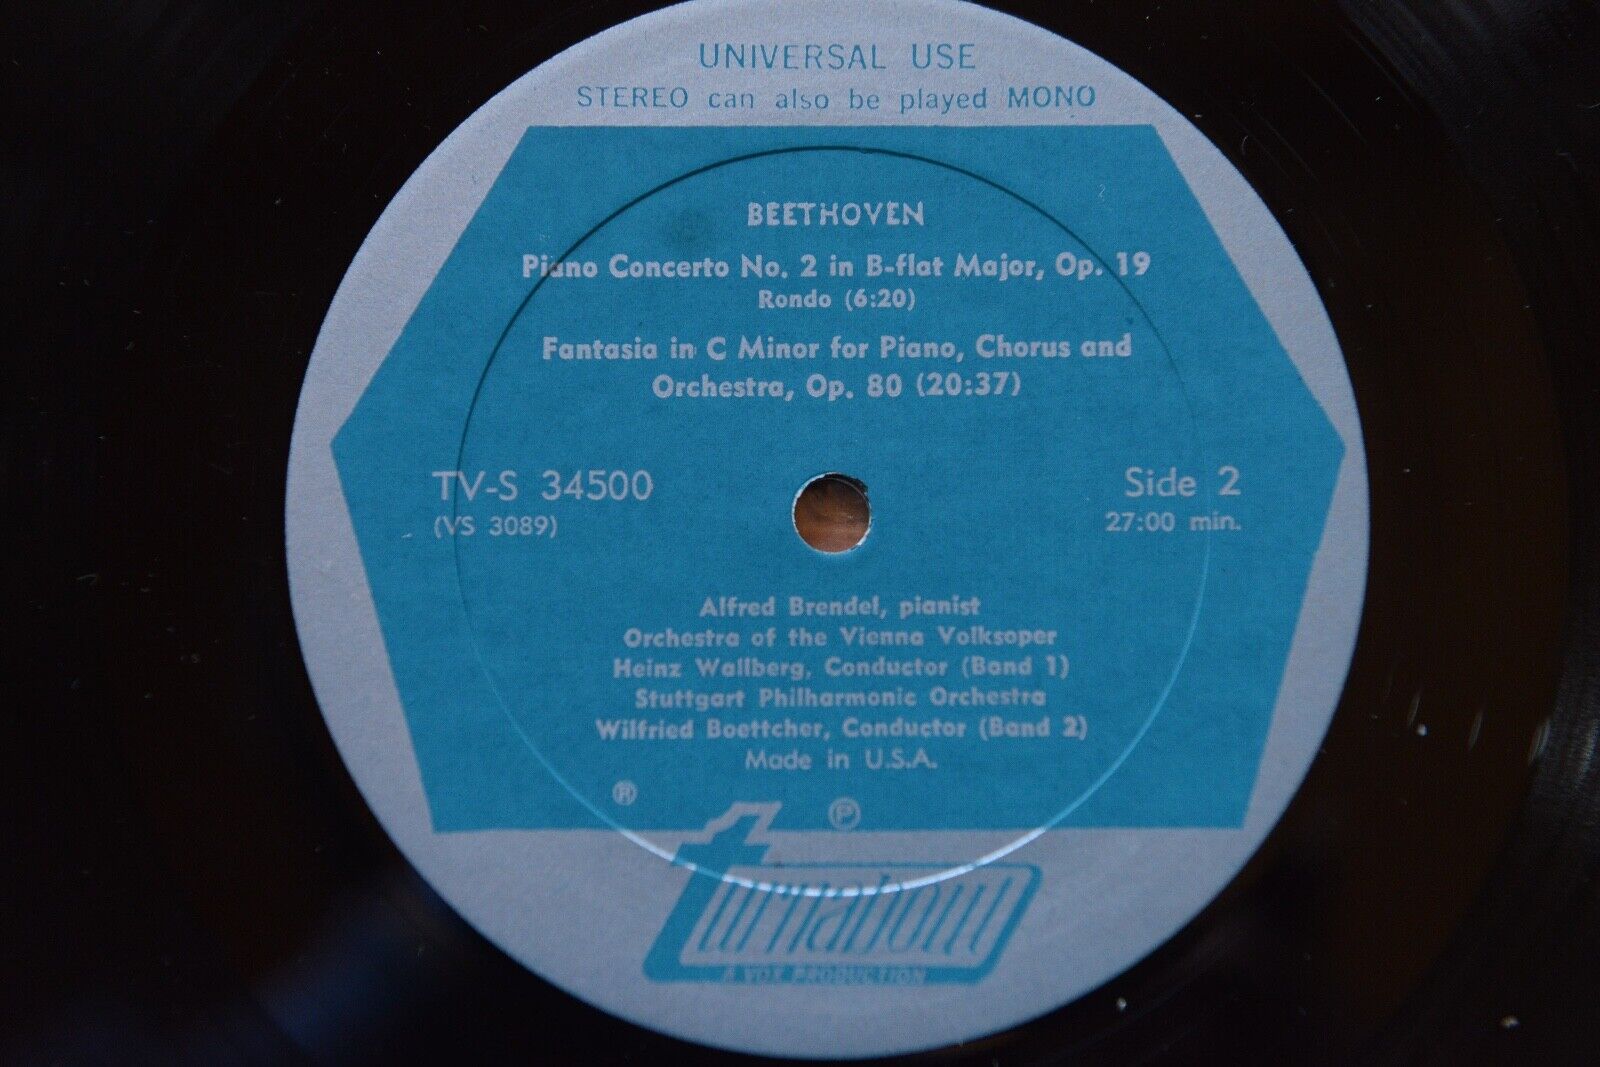 UNIVERSAL USE
STEREO can also be played MONO
BEETHOVEN
Piano Concerto No. 2 in B-flat Major, Op. 19
Rondo (6:20)
Fantasia in C Minor for Piano, Chorus and
Orchestra, Op. 80 (20:37)
TV-S 34500
(VS 3089)
Side 2
27:00 min.
Alfred Brendel, pianist
Orchestra of the Vienna Volksoper
Heinz Wallberg, Conductor (Band 1)
Stuttgart Philharmonic Orchestra
Wilfried Boettcher, Conductor (Band 2)
Made in U.S.A.
® ℗
turnabout
A VOX PRODUCTION